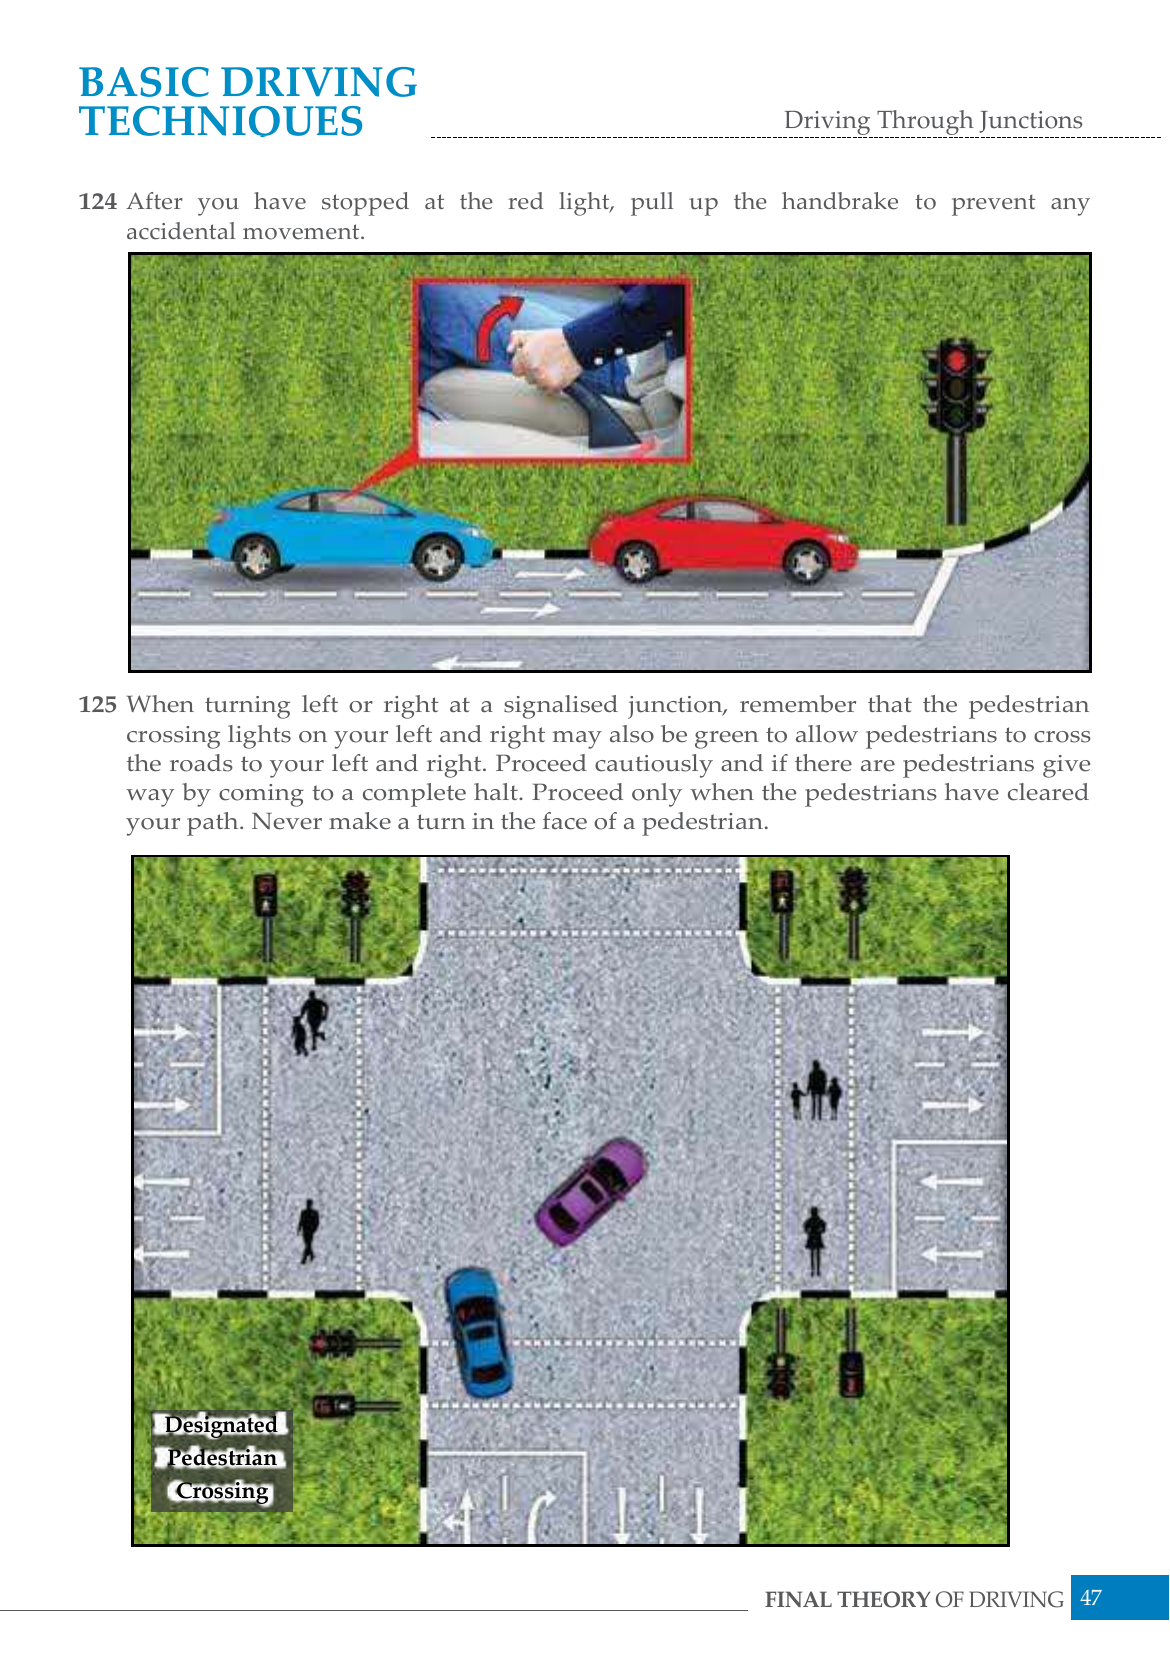 BASIC DRIVING
TECHNIQUES
Driving Through Junctions
124 After you have stopped at the red light, pull up the handbrake to prevent any
accidental movement.
125 When turning left or right at a signalised junction, remember that the pedestrian
crossing lights on your left and right may also be green to allow pedestrians to cross
the roads to your left and right. Proceed cautiously and if there are pedestrians give
way by coming to a complete halt. Proceed only when the pedestrians have cleared
your path. Never make a turn in the face of a pedestrian.
Designated
Pedestrian
Crossing
FINAL THEORY OF DRIVING 47